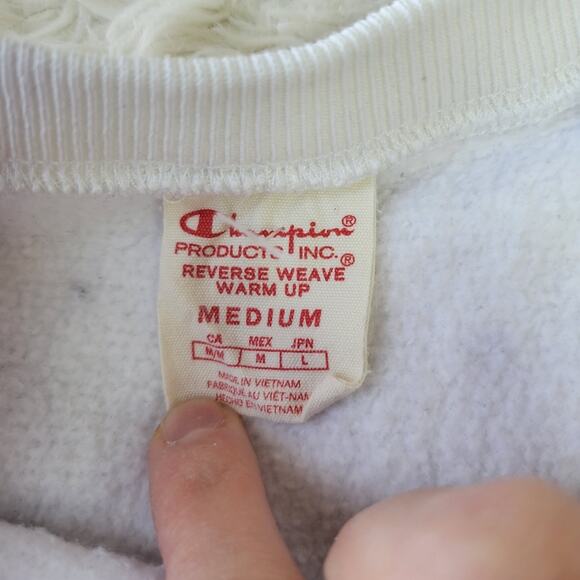 Champion®
PRODUCTS INC.®
REVERSE WEAVE
WARM UP
MEDIUM
CA MEX JPN
M/M M L
MADE IN VIETNAM
FABRIQUÉ AU VIÊT-NAM
HECHO EN VIETNAM